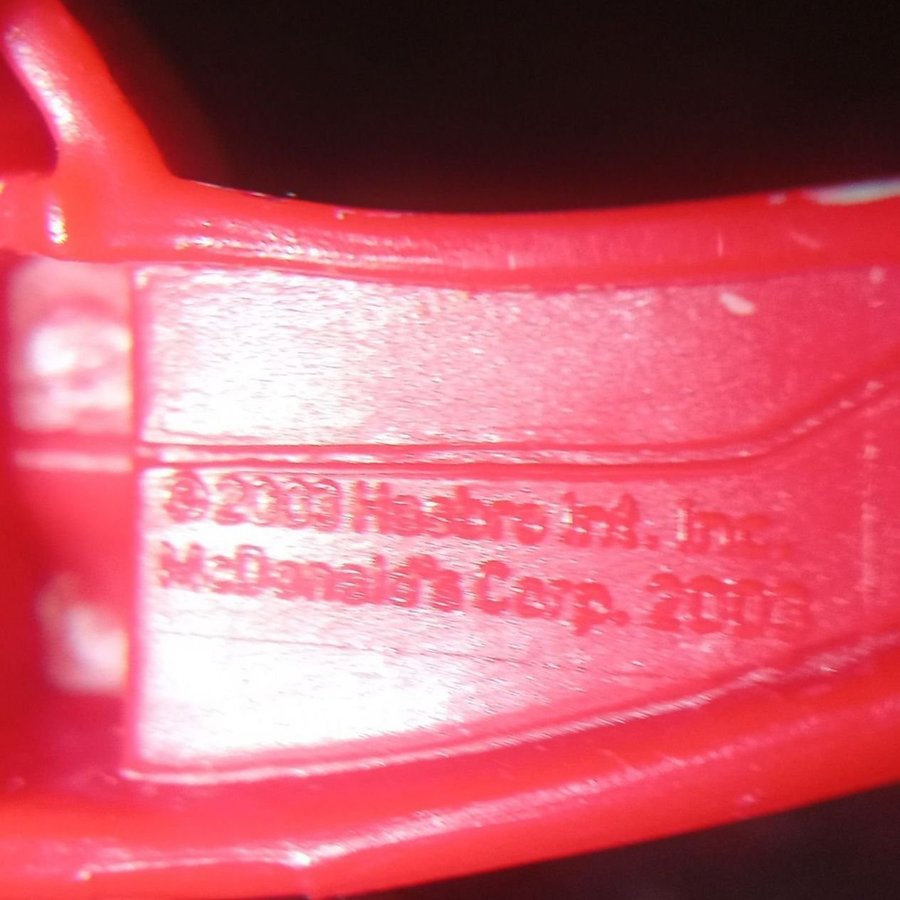 ©2003 Hasbro Int. Inc.
McDonald's Corp. 2003